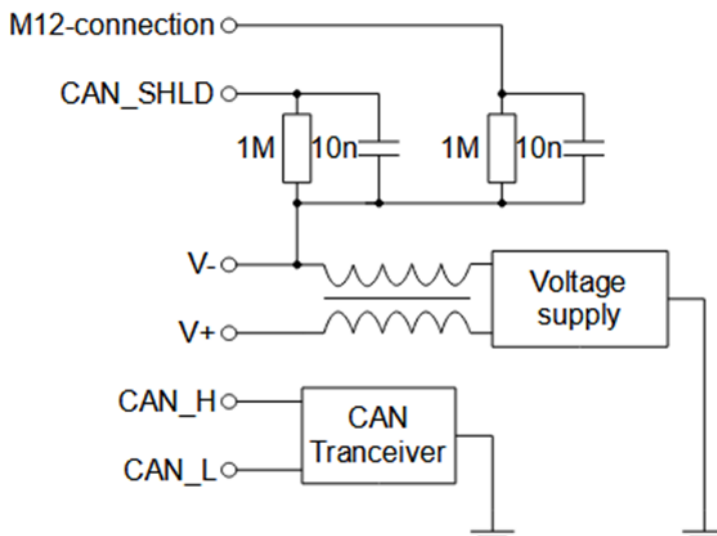 M12-connection
CAN_SHLD
1M 10n 1M 10n
V-
Voltage
supply
V+
CAN_H
CAN
Tranceiver
CAN_L